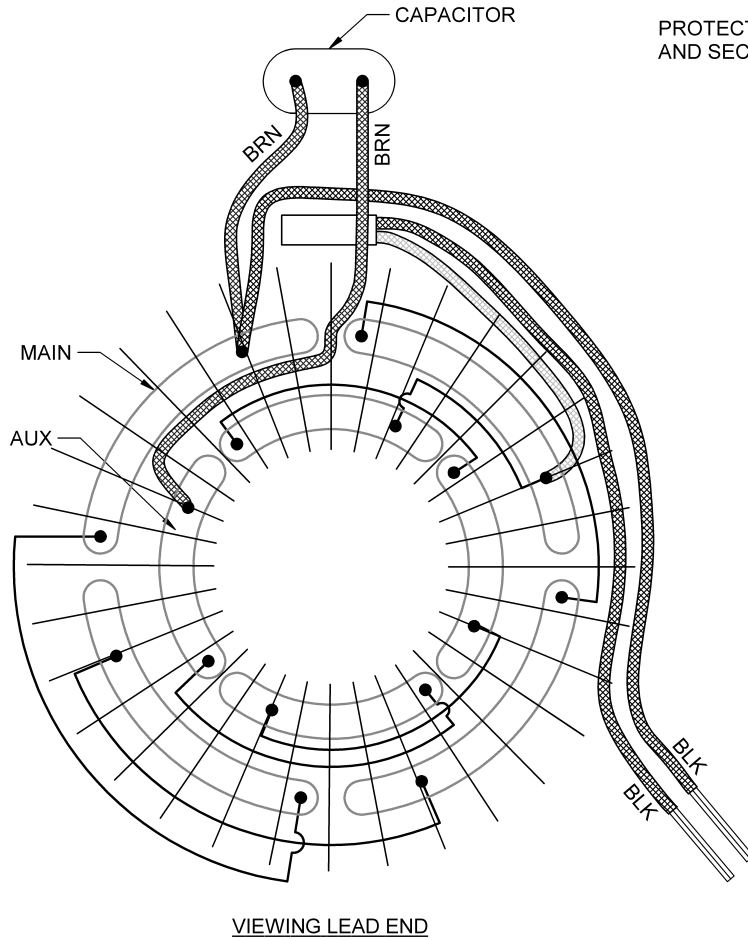 CAPACITOR
PROTECT
AND SEC
BRN
BRN
MAIN
AUX
BLK
BLK
VIEWING LEAD END